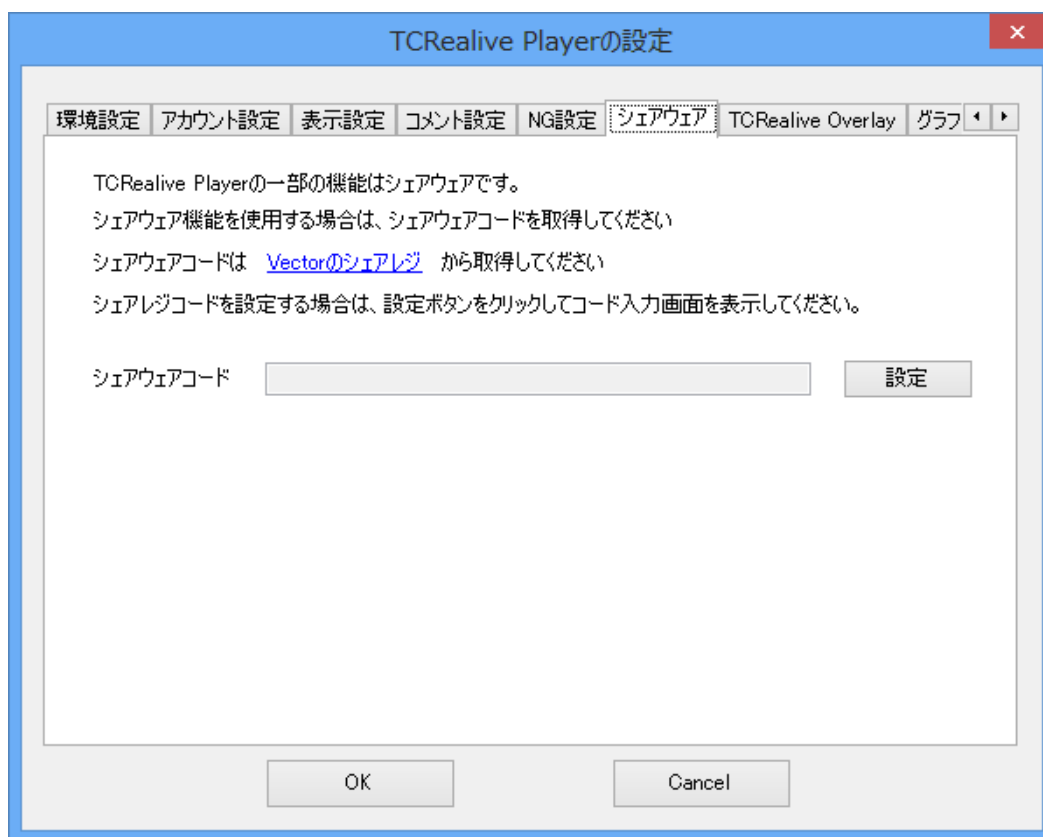 TCRealive Playerの設定
環境設定 アカウント設定 表示設定 コメント設定 NG設定 シェアウェア TCRealive Overlay グラフ
TCRealive Playerの一部の機能はシェアウェアです。
シェアウェア機能を使用する場合は、シェアウェアコードを取得してください
シェアウェアコードは Vectorのシェアレジ から取得してください
シェアレジコードを設定する場合は、設定ボタンをクリックしてコード入力画面を表示してください。
シェアウェアコード 設定
OK Cancel